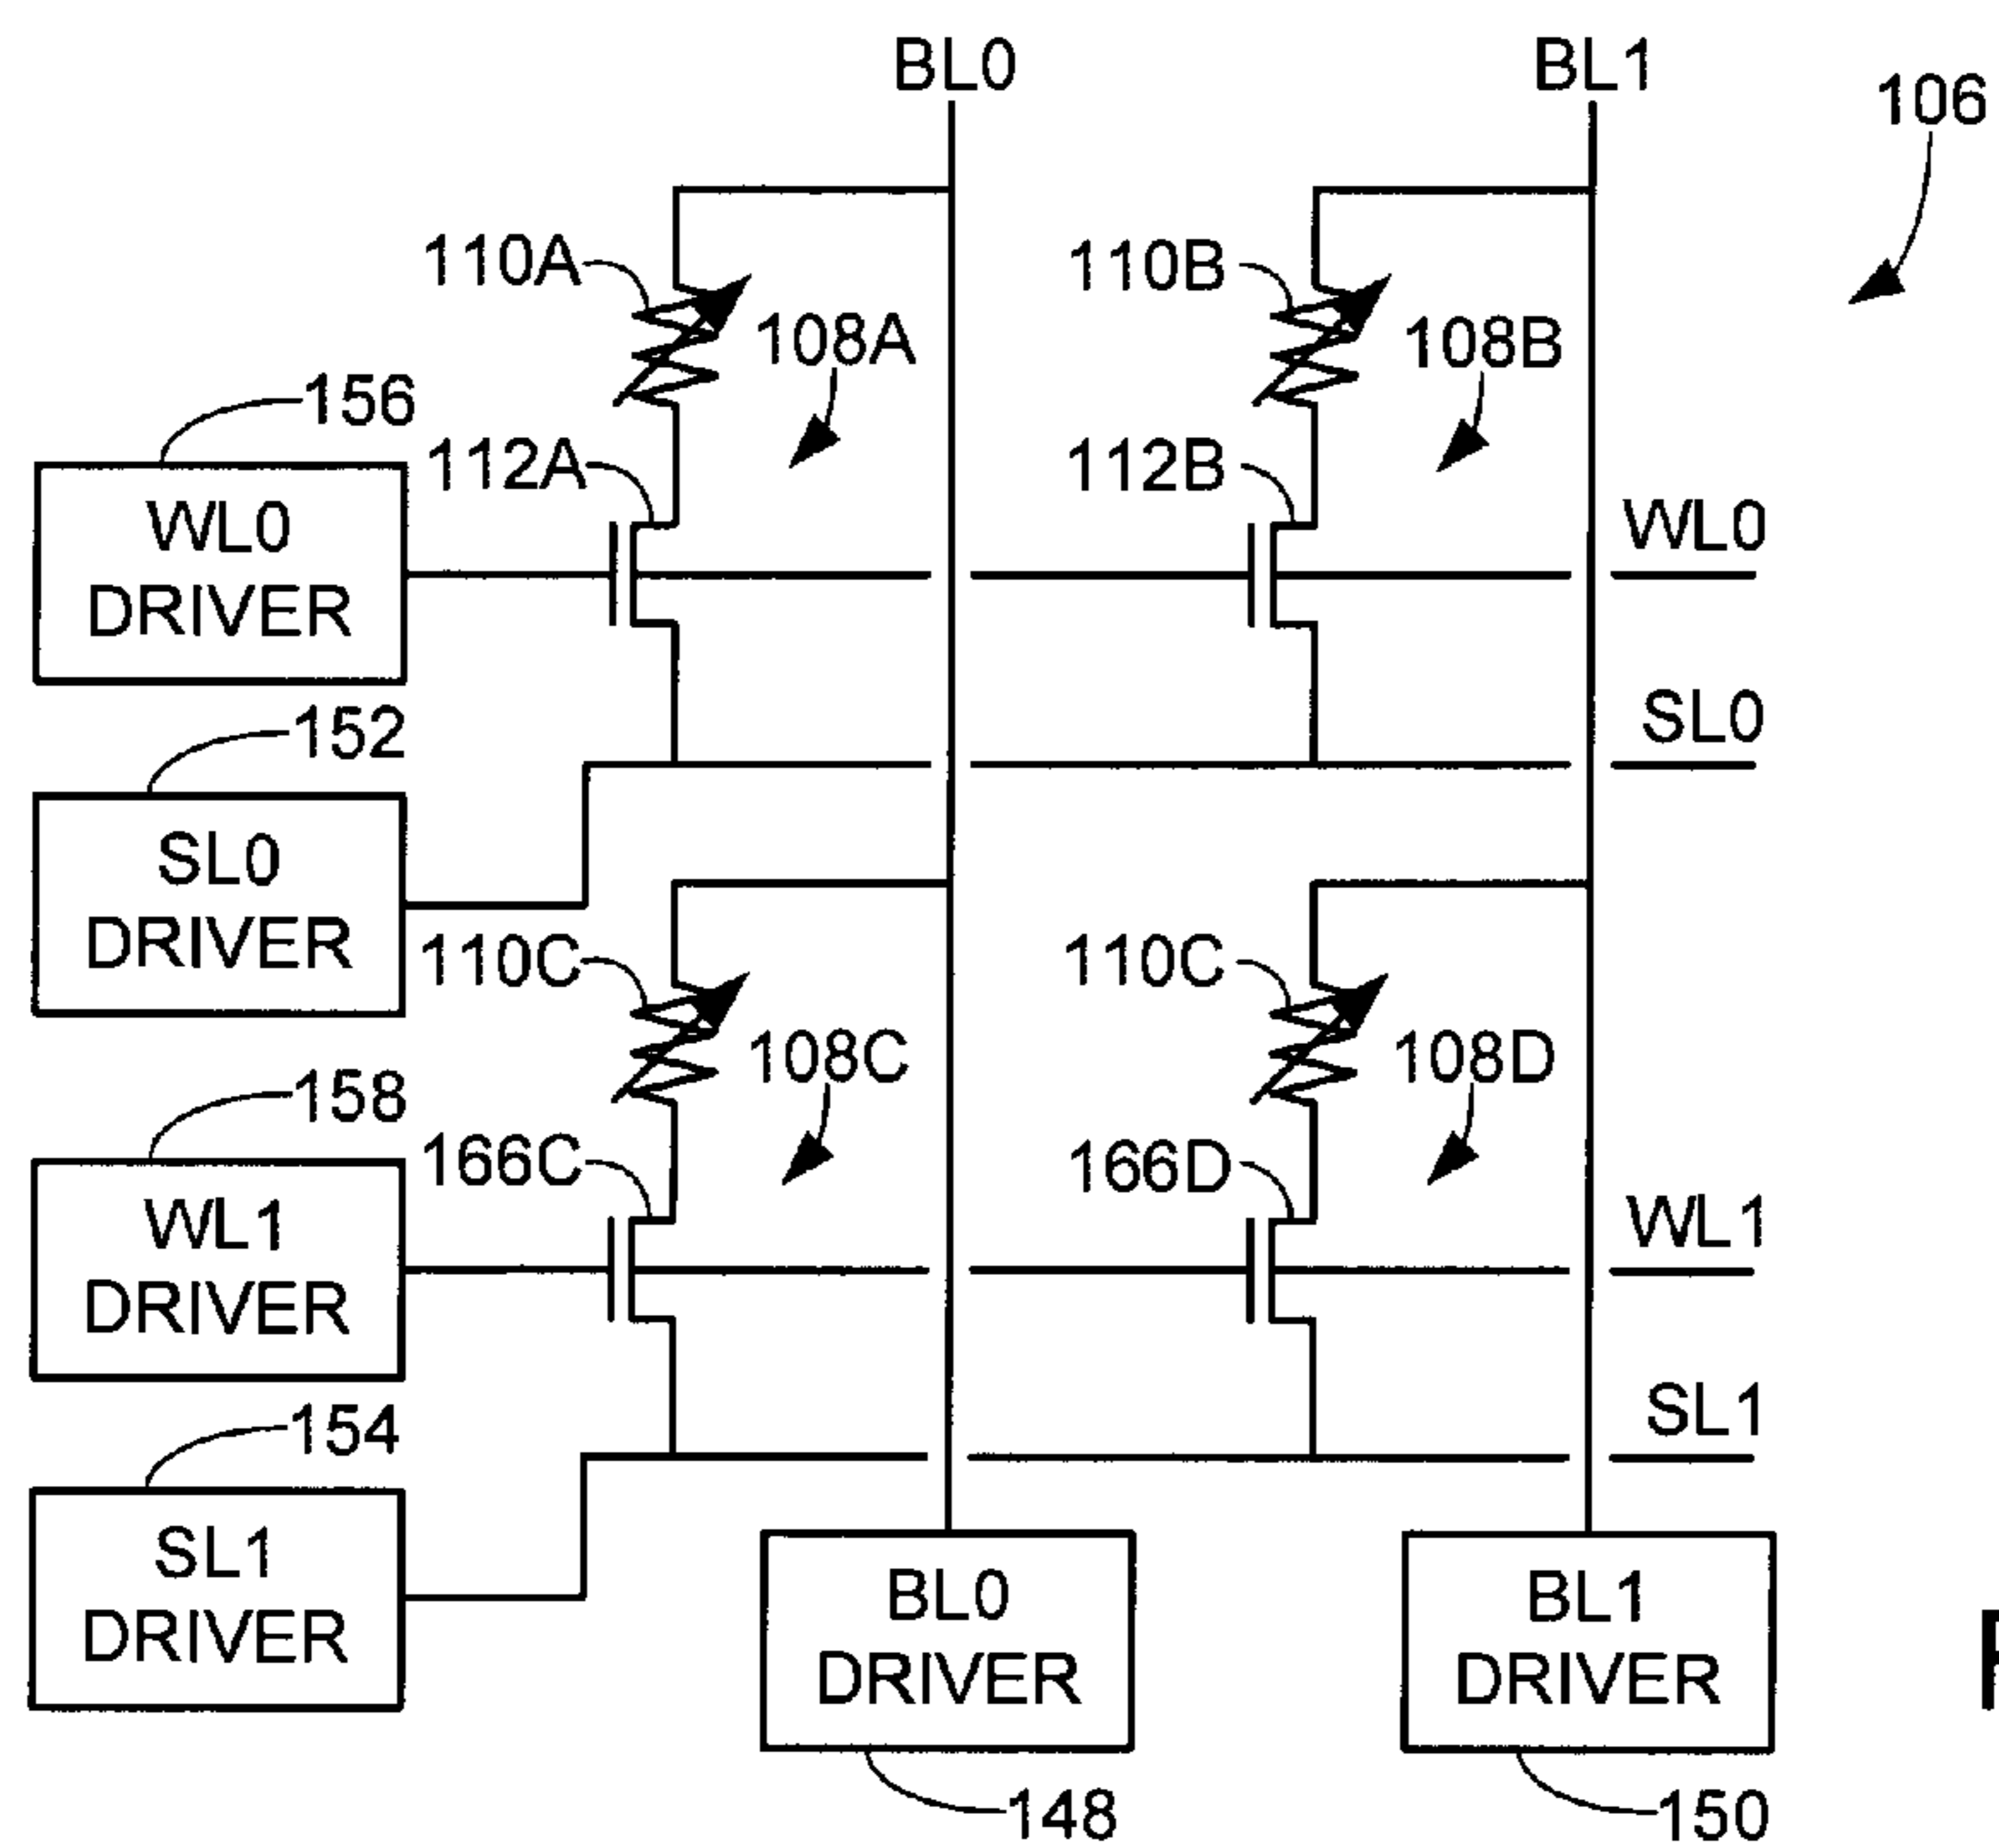 BL0
BL1
106
110A
110B
108A
108B
156
112A
112B
WL0
DRIVER
WL0
152
SL0
SL0
DRIVER
110C
110C
108C
108D
158
166C
166D
WL1
DRIVER
WL1
154
SL1
SL1
DRIVER
BL0
DRIVER
BL1
DRIVER
148
150